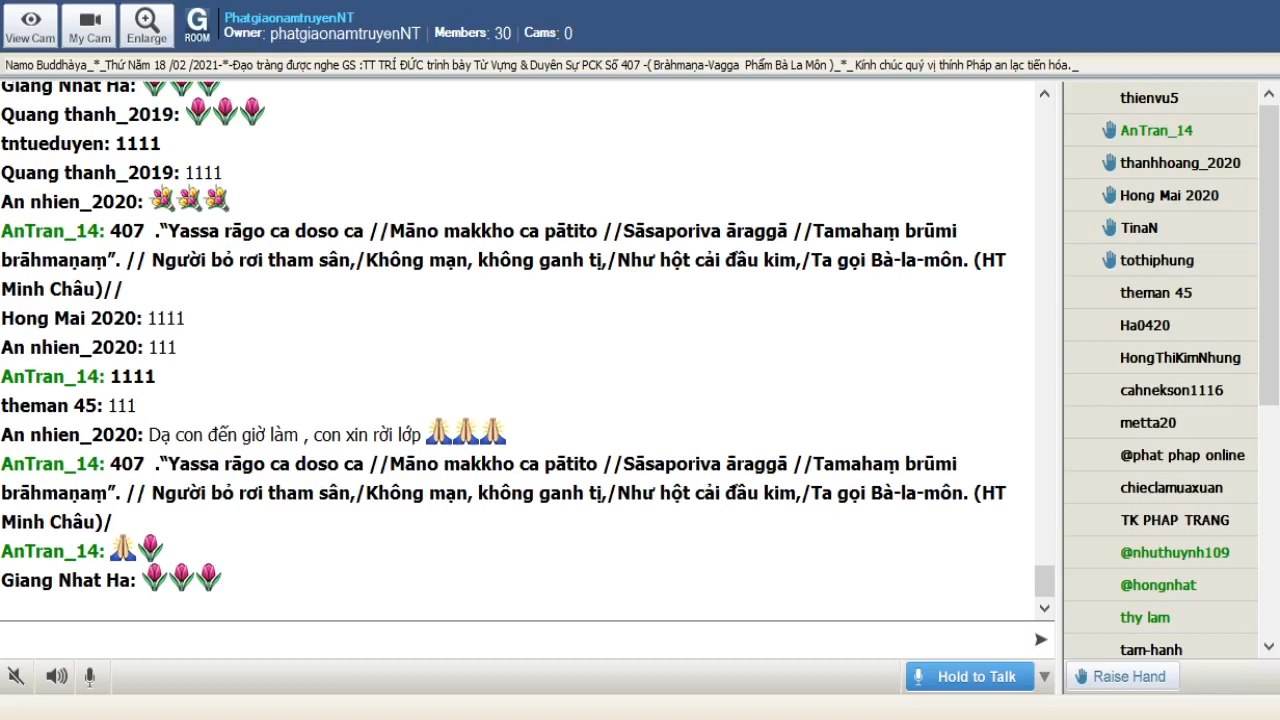 View Cam
My Cam
Enlarge
G
ROOM
PhatgiaonamtruyenNT
Owner: phatgiaonamtruyenNT | Members: 30 | Cams: 0
Namo Buddhàya_*_Thứ Năm 18 /02 /2021-*-Đạo tràng được nghe GS :TT TRÍ ĐỨC trình bày Từ Vựng & Duyên Sự PCK Số 407 -( Bràhmaṇa-Vagga Phẩm Bà La Môn )_*_ Kính chúc quý vị thính Pháp an lạc tiến hóa._
Giang Nhat Ha:
Quang thanh_2019:
tntueduyen: 1111
Quang thanh_2019: 1111
An nhien_2020:
AnTran_14: 407 .“Yassa rāgo ca doso ca //Māno makkho ca pātito //Sāsaporiva āraggā //Tamahaṃ brūmi
brāhmaṇaṃ”. // Người bỏ rơi tham sân,/Không mạn, không ganh tị,/Như hột cải đầu kim,/Ta gọi Bà-la-môn. (HT
Minh Châu)//
Hong Mai 2020: 1111
An nhien_2020: 111
AnTran_14: 1111
theman 45: 111
An nhien_2020: Dạ con đến giờ làm , con xin rời lớp
AnTran_14: 407 .“Yassa rāgo ca doso ca //Māno makkho ca pātito //Sāsaporiva āraggā //Tamahaṃ brūmi
brāhmaṇaṃ”. // Người bỏ rơi tham sân,/Không mạn, không ganh tị,/Như hột cải đầu kim,/Ta gọi Bà-la-môn. (HT
Minh Châu)/
AnTran_14:
Giang Nhat Ha:
thienvu5
AnTran_14
thanhhoang_2020
Hong Mai 2020
TinaN
tothiphung
theman 45
Ha0420
HongThiKimNhung
cahnekson1116
metta20
@phat phap online
chieclamuaxuan
TK PHAP TRANG
@nhuthuynh109
@hongnhat
thy lam
tam-hanh
Hold to Talk
Raise Hand